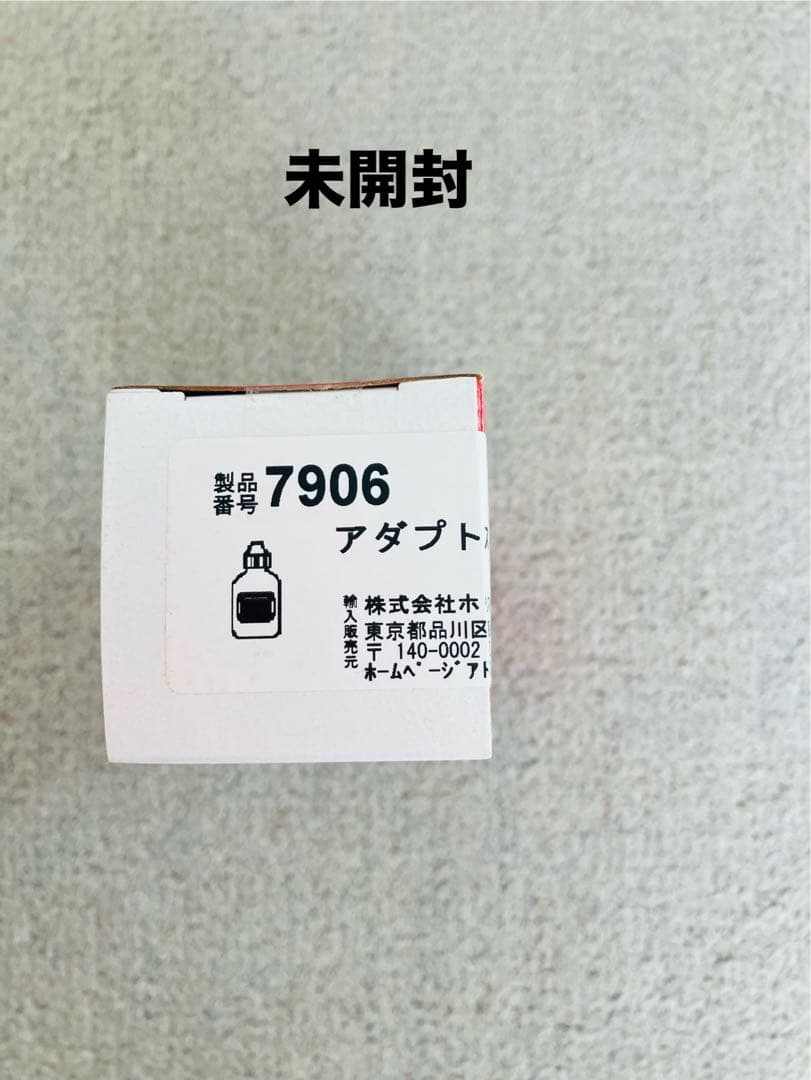 未開封
製品番号 7906
アダプト
輸入販売元
株式会社ホ
東京都品川区
〒 140-0002
ホームページアド